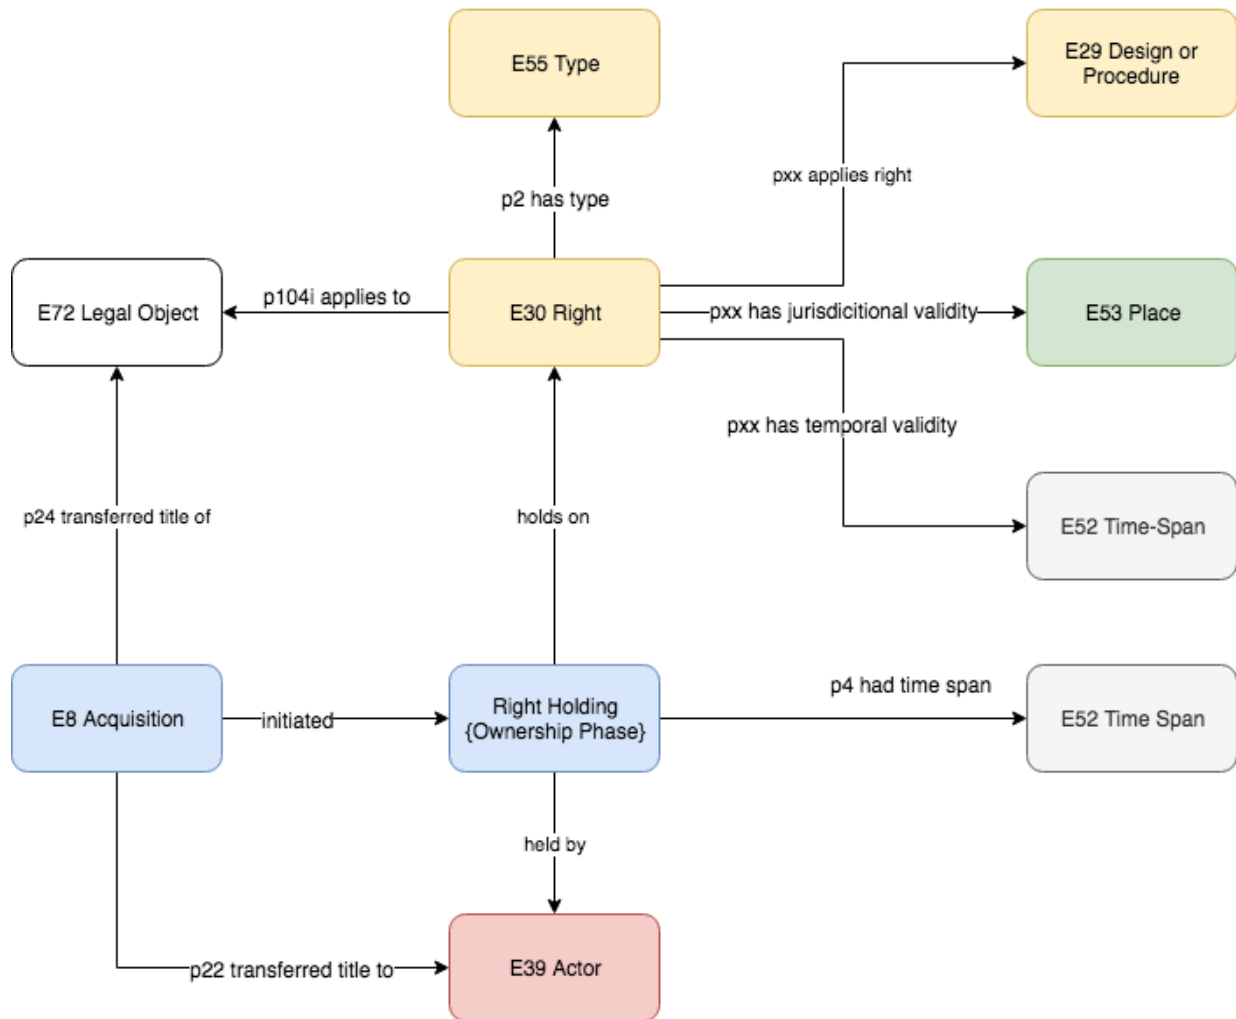 E55 Type
E29 Design or
Procedure
pxx applies right
p2 has type
E72 Legal Object
p104i applies to
E30 Right
pxx has jurisdicitional validity
E53 Place
pxx has temporal validity
p24 transferred title of
holds on
E52 Time-Span
E8 Acquisition
initiated
Right Holding
{Ownership Phase}
p4 had time span
E52 Time Span
held by
p22 transferred title to
E39 Actor